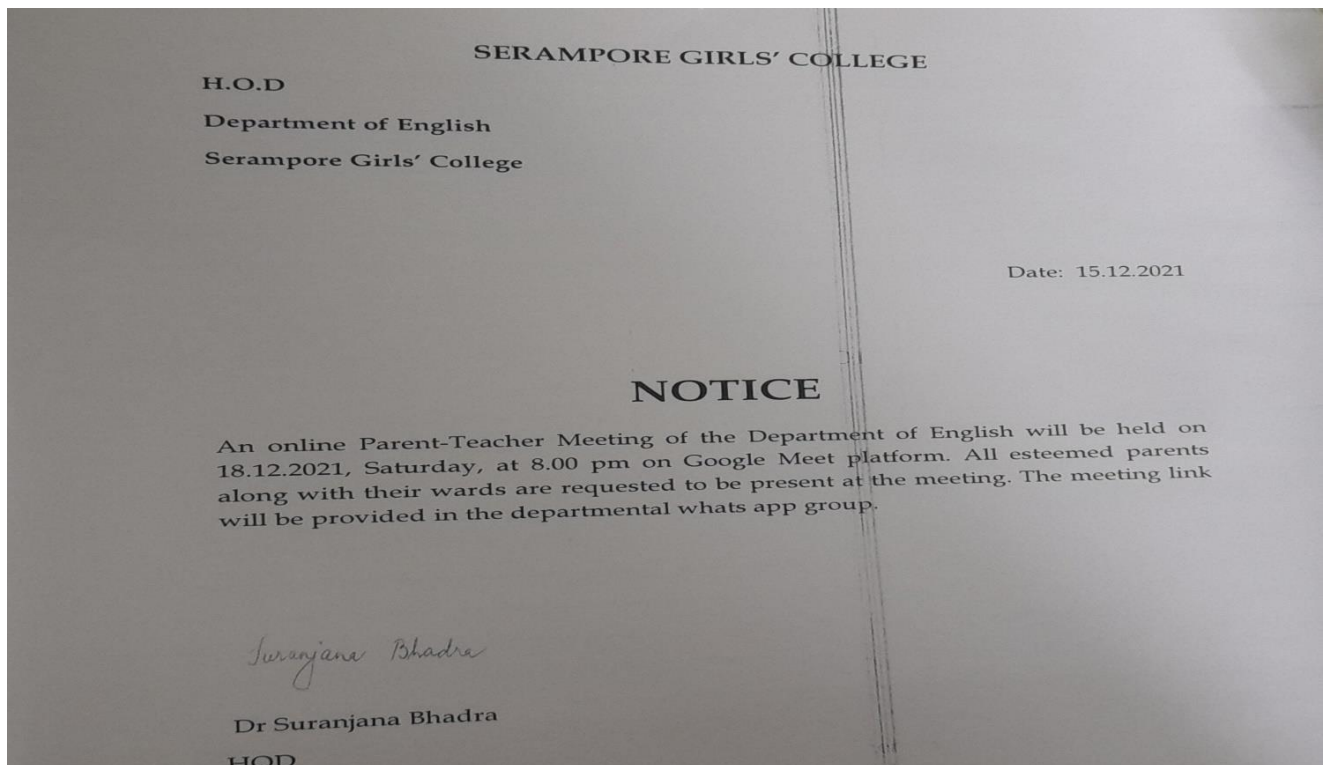 SERAMPORE GIRLS’ COLLEGE
H.O.D
Department of English
Serampore Girls’ College
Date: 15.12.2021
NOTICE
An online Parent-Teacher Meeting of the Department of English will be held on
18.12.2021, Saturday, at 8.00 pm on Google Meet platform. All esteemed parents
along with their wards are requested to be present at the meeting. The meeting link
will be provided in the departmental whats app group.
Suranjana Bhadra
Dr Suranjana Bhadra
HOD